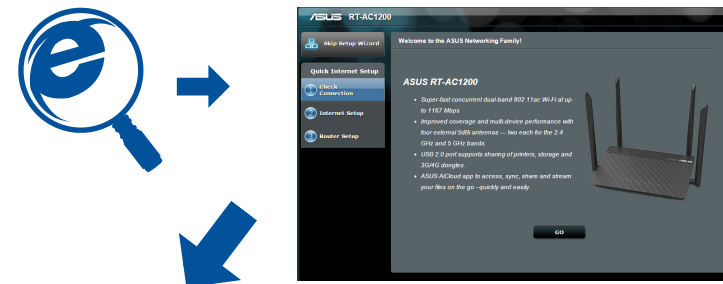 ASUS RT-AC1200
Skip Setup Wizard
Welcome to the ASUS Networking Family!
Quick Internet Setup
1 Check
Connection
2 Internet Setup
3 Router Setup
ASUS RT-AC1200
• Super-fast concurrent dual-band 802.11ac Wi-Fi at up
to 1167 Mbps
• Improved coverage and multi-device performance with
four external 5dBi antennas — two each for the 2.4
GHz and 5 GHz bands.
• USB 2.0 port supports sharing of printers, storage and
3G/4G dongles.
• ASUS AiCloud app to access, sync, share and stream
your files on the go –quickly and easily.
GO